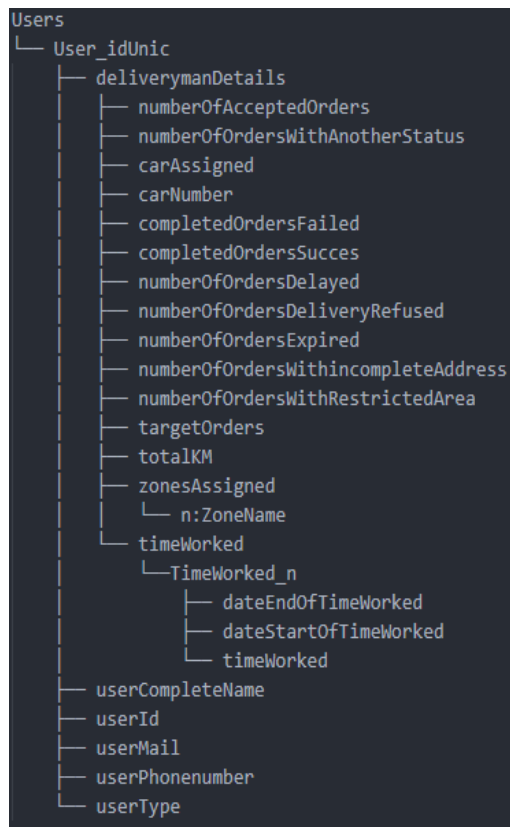 Users
└── User_idUnic
    ├── deliverymanDetails
    │   ├── numberOfAcceptedOrders
    │   ├── numberOfOrdersWithAnotherStatus
    │   ├── carAssigned
    │   ├── carNumber
    │   ├── completedOrdersFailed
    │   ├── completedOrdersSucces
    │   ├── numberOfOrdersDelayed
    │   ├── numberOfOrdersDeliveryRefused
    │   ├── numberOfOrdersExpired
    │   ├── numberOfOrdersWithincompleteAddress
    │   ├── numberOfOrdersWithRestrictedArea
    │   ├── targetOrders
    │   ├── totalKM
    │   ├── zonesAssigned
    │   │   └── n:ZoneName
    │   └── timeWorked
    │       └──TimeWorked_n
    │           ├── dateEndOfTimeWorked
    │           ├── dateStartOfTimeWorked
    │           └── timeWorked
    ├── userCompleteName
    ├── userId
    ├── userMail
    ├── userPhonenumber
    └── userType